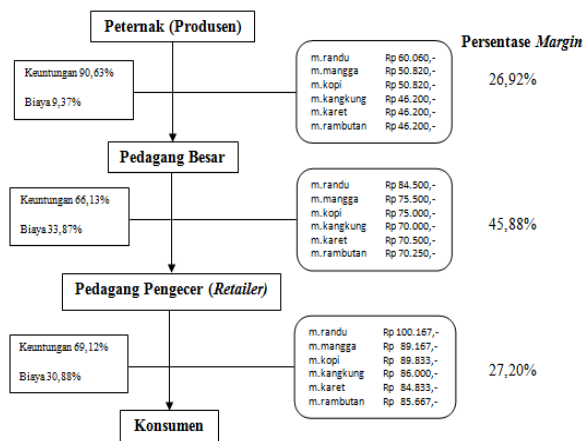 Peternak (Produsen)
Persentase Margin
Keuntungan 90,63%
Biaya 9,37%
m.randu Rp 60.060,-
m.mangga Rp 50.820,-
m.kopi Rp 50.820,-
m.kangkung Rp 46.200,-
m.karet Rp 46.200,-
m.rambutan Rp 46.200,-
26,92%
Pedagang Besar
Keuntungan 66,13%
Biaya 33,87%
m.randu Rp 84.500,-
m.mangga Rp 75.500,-
m.kopi Rp 75.000,-
m.kangkung Rp 70.000,-
m.karet Rp 70.500,-
m.rambutan Rp 70.250,-
45,88%
Pedagang Pengecer (Retailer)
Keuntungan 69,12%
Biaya 30,88%
m.randu Rp 100.167,-
m.mangga Rp 89.167,-
m.kopi Rp 89.833,-
m.kangkung Rp 86.000,-
m.karet Rp 84.833,-
m.rambutan Rp 85.667,-
27,20%
Konsumen